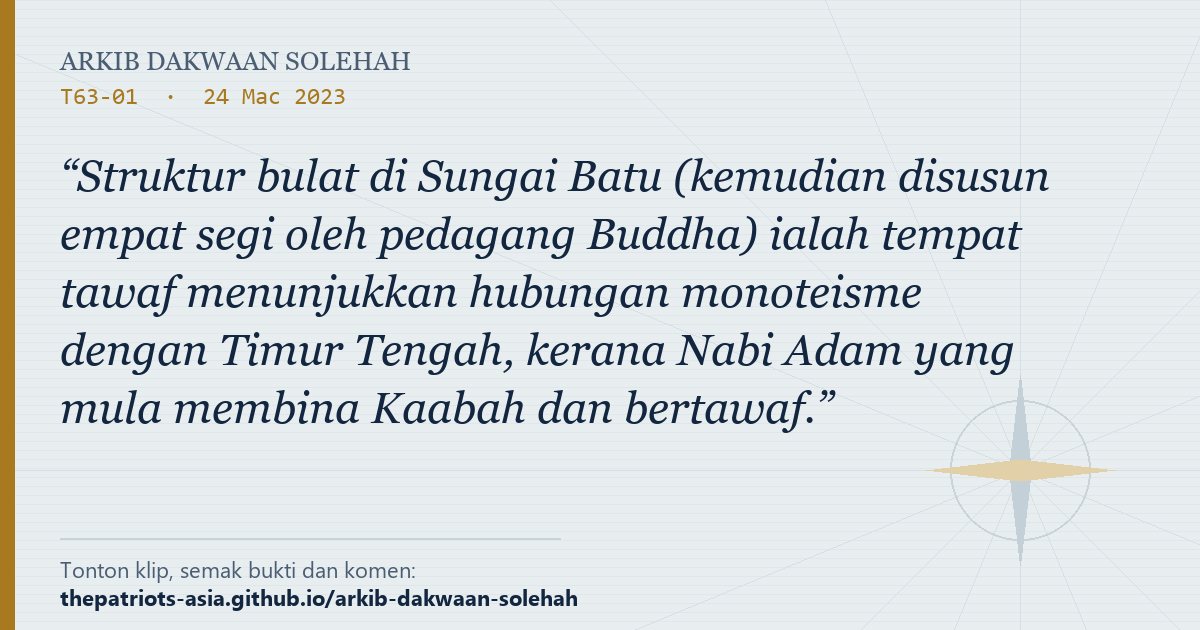 ARKIB DAKWAAN SOLEHAH
T63-01 · 24 Mac 2023
“Struktur bulat di Sungai Batu (kemudian disusun
empat segi oleh pedagang Buddha) ialah tempat
tawaf menunjukkan hubungan monoteisme
dengan Timur Tengah, kerana Nabi Adam yang
mula membina Kaabah dan bertawaf.”
Tonton klip, semak bukti dan komen:
thepatriots-asia.github.io/arkib-dakwaan-solehah